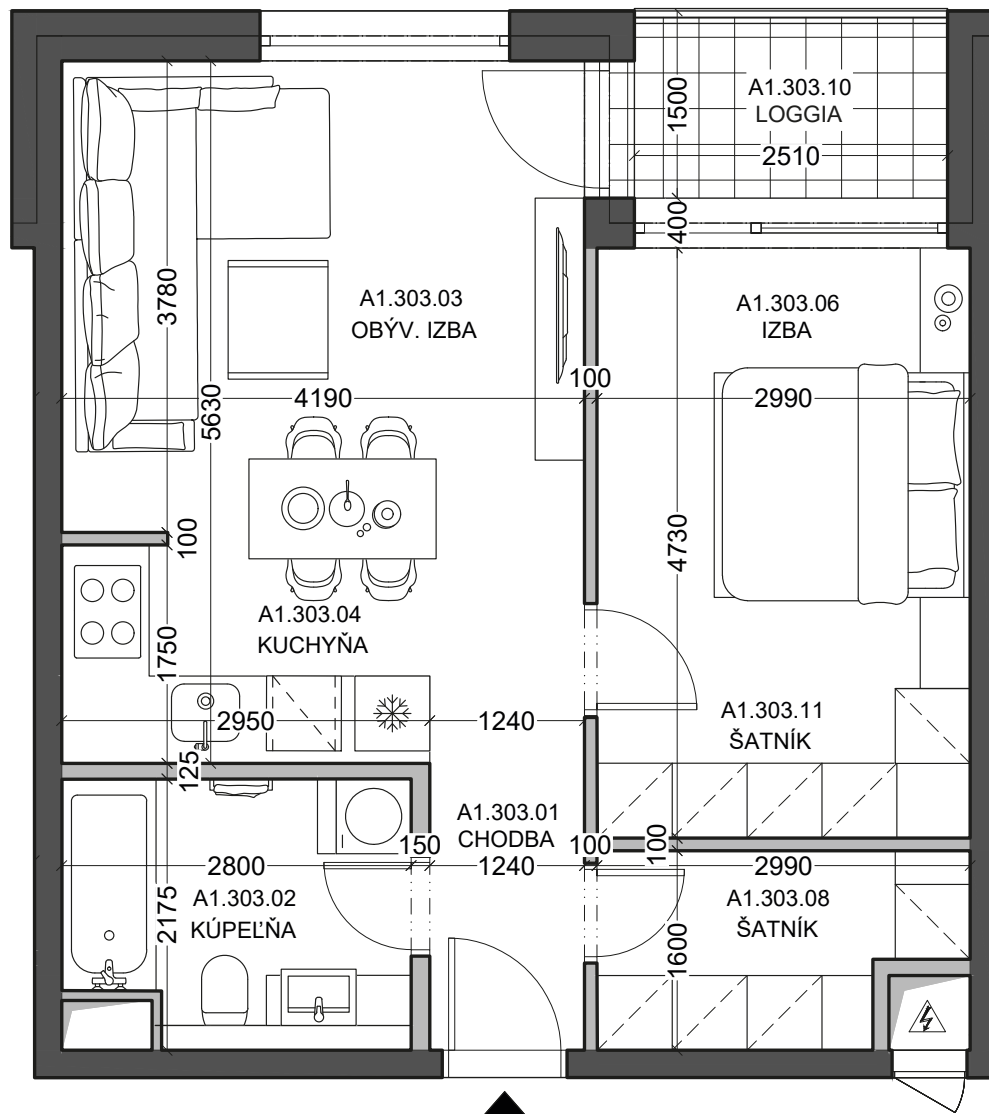 A1.303.10
LOGGIA
1500
2510
400
3780
A1.303.03
OBÝV. IZBA
A1.303.06
IZBA
100
4190
2990
5630
100
4730
A1.303.04
KUCHYŇA
1750
2950
1240
A1.303.11
ŠATNÍK
125
A1.303.01
CHODBA
150
100
100
2800
1240
2990
A1.303.02
KÚPEĽŇA
2175
A1.303.08
ŠATNÍK
1600